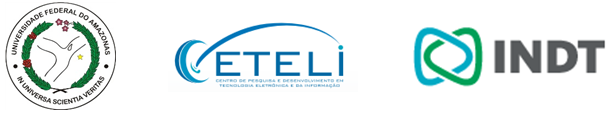 UNIVERSIDADE FEDERAL DO AMAZONAS
IN UNIVERSA SCIENTIA VERITAS
CETELI
CENTRO DE PESQUISA E DESENVOLVIMENTO EM
TECNOLOGIA ELETRÔNICA E DA INFORMAÇÃO
INDT